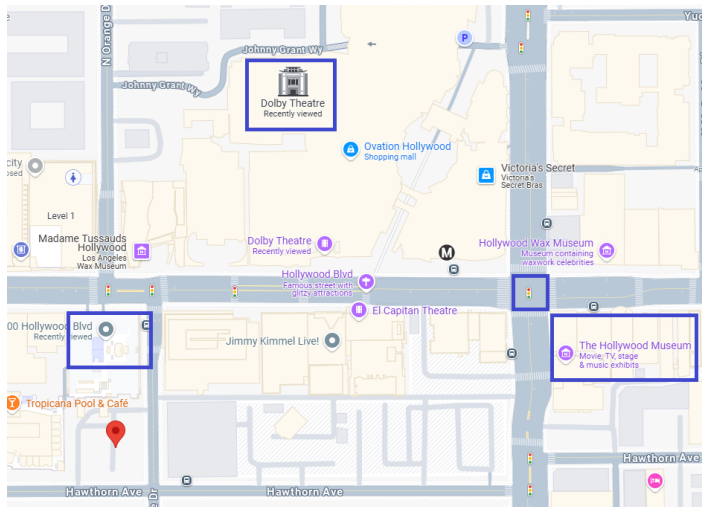 Yuc
N Orange D
Johnny Grant Wy
P
Johnny Grant Wy
Dolby Theatre
Recently viewed
Ovation Hollywood
Shopping mall
city
osed
Victoria's Secret
Victoria's
Secret Bras
Level 1
Madame Tussauds
Hollywood
Los Angeles
Wax Museum
Dolby Theatre
Recently viewed
M
Hollywood Wax Museum
Museum containing
waxwork celebrities
Hollywood Blvd
Famous street with
glitzy attractions
El Capitan Theatre
00 Hollywood Blvd
Recently viewed
Jimmy Kimmel Live!
The Hollywood Museum
Movie, TV, stage
& music exhibits
Tropicana Pool & Café
Hawthorn Ave
Hawthorn Ave
Hawthorn Ave
Dr